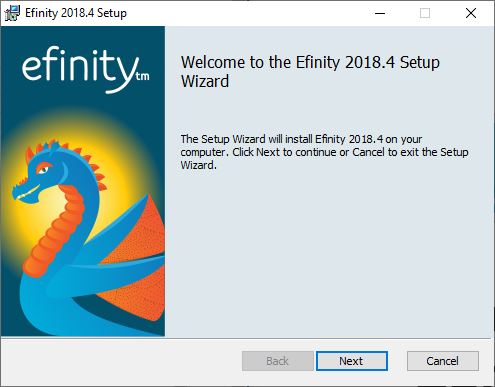 Efinity 2018.4 Setup
efinity tm
Welcome to the Efinity 2018.4 Setup
Wizard
The Setup Wizard will install Efinity 2018.4 on your
computer. Click Next to continue or Cancel to exit the Setup
Wizard.
Back
Next
Cancel